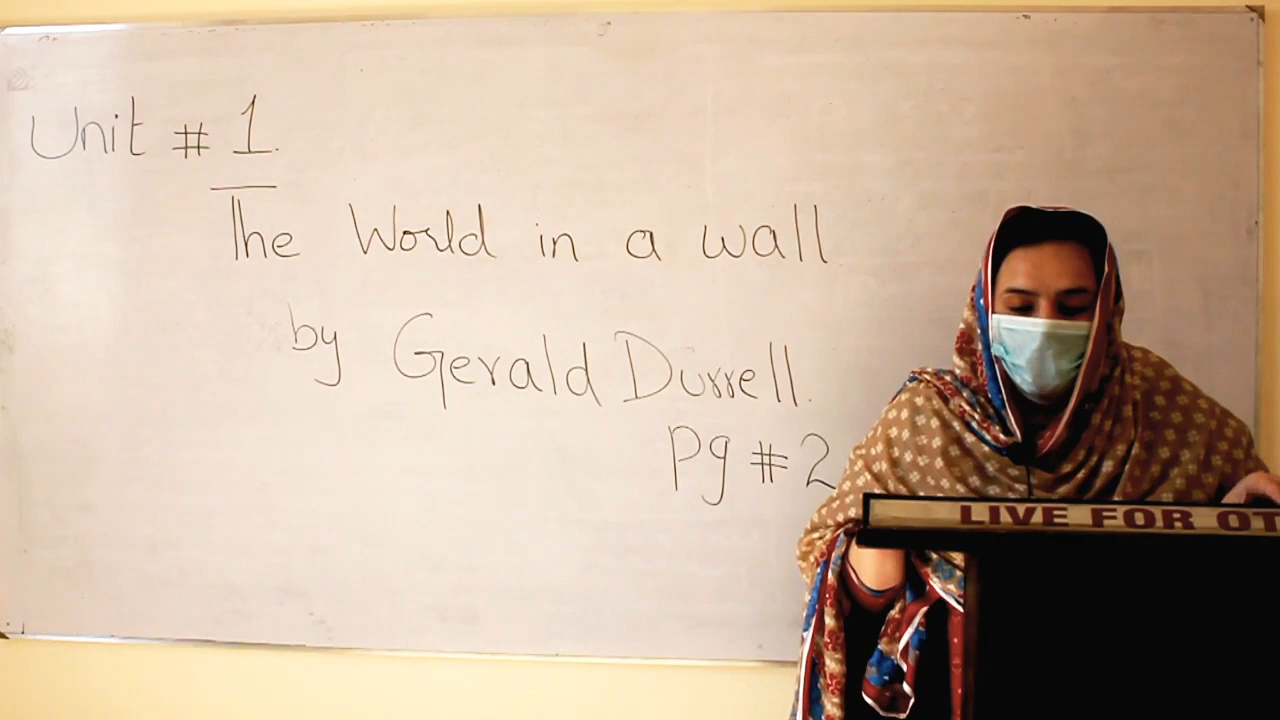 Unit # 1.
The World in a wall
by Gerald Durrell.
Pg # 2
LIVE FOR OT